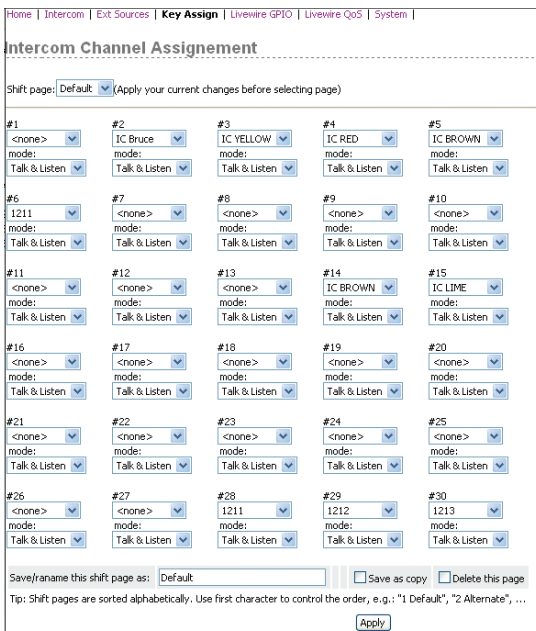 Home | Intercom | Ext Sources | Key Assign | Livewire GPIO | Livewire QoS | System |
Intercom Channel Assignement
Shift page: Default (Apply your current changes before selecting page)
#1 #2 #3 #4 #5
<none> IC Bruce IC YELLOW IC RED IC BROWN
mode: mode: mode: mode: mode:
Talk & Listen Talk & Listen Talk & Listen Talk & Listen Talk & Listen
#6 #7 #8 #9 #10
1211 <none> <none> <none> <none>
mode: mode: mode: mode: mode:
Talk & Listen Talk & Listen Talk & Listen Talk & Listen Talk & Listen
#11 #12 #13 #14 #15
<none> <none> <none> IC BROWN IC LIME
mode: mode: mode: mode: mode:
Talk & Listen Talk & Listen Talk & Listen Talk & Listen Talk & Listen
#16 #17 #18 #19 #20
<none> <none> <none> <none> <none>
mode: mode: mode: mode: mode:
Talk & Listen Talk & Listen Talk & Listen Talk & Listen Talk & Listen
#21 #22 #23 #24 #25
<none> <none> <none> <none> <none>
mode: mode: mode: mode: mode:
Talk & Listen Talk & Listen Talk & Listen Talk & Listen Talk & Listen
#26 #27 #28 #29 #30
<none> <none> 1211 1212 1213
mode: mode: mode: mode: mode:
Talk & Listen Talk & Listen Talk & Listen Talk & Listen Talk & Listen
Save/raname this shift page as: Default Save as copy Delete this page
Tip: Shift pages are sorted alphabetically. Use first character to control the order, e.g.: "1 Default", "2 Alternate", ...
Apply